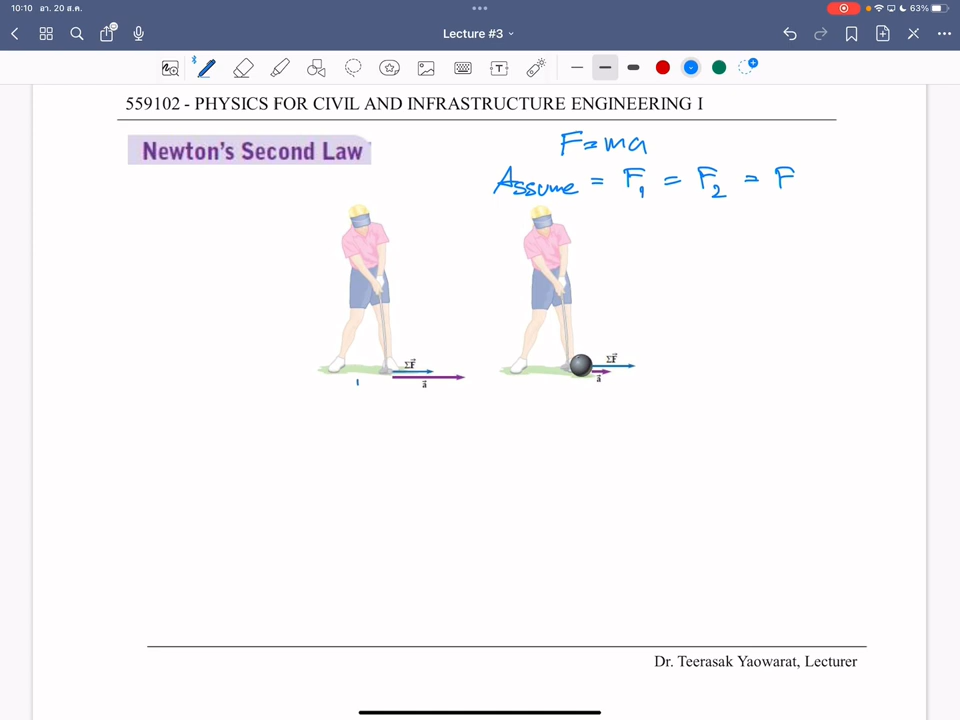 10:10 อา. 20 ส.ค.
63%
Lecture #3
559102 - PHYSICS FOR CIVIL AND INFRASTRUCTURE ENGINEERING I
Newton's Second Law
F = ma
Assume = F₁ = F₂ = F
ΣF⃗
a⃗
ΣF⃗
a⃗
Dr. Teerasak Yaowarat, Lecturer